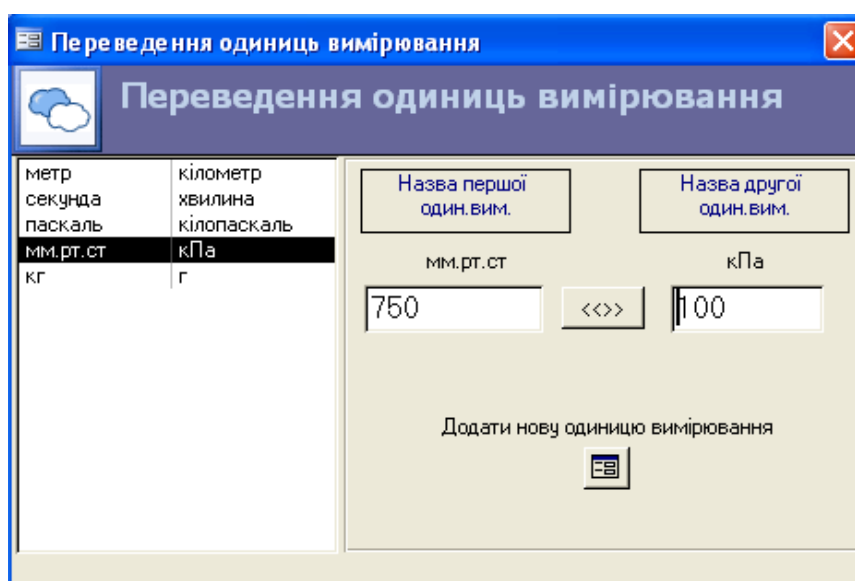 Переведення одиниць вимірювання
Переведення одиниць вимірювання
метр кілометр
секунда хвилина
паскаль кілопаскаль
мм.рт.ст кПа
кг г
Назва першої
один.вим.
Назва другої
один.вим.
мм.рт.ст
кПа
750
<<>>
100
Додати нову одиницю вимірювання